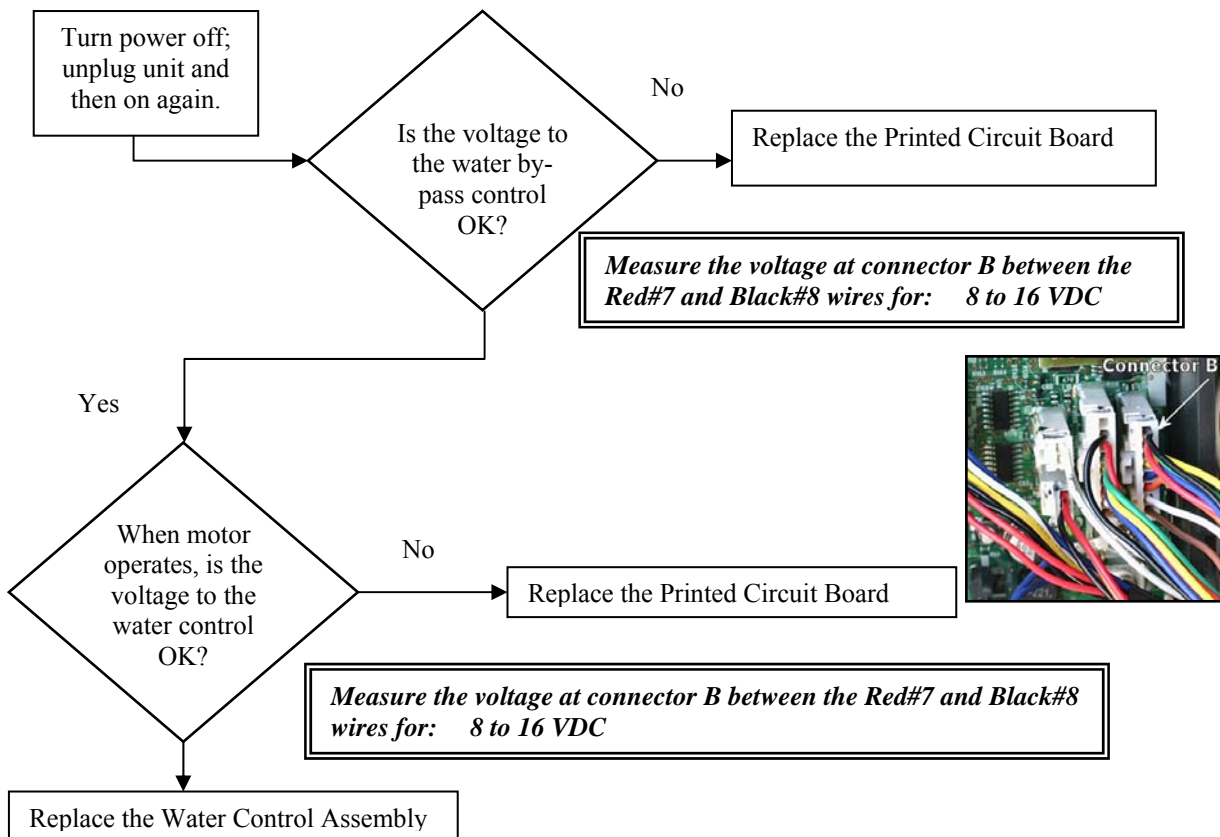 Turn power off;
unplug unit and
then on again.
No
Is the voltage to
the water by-
pass control
OK?
Replace the Printed Circuit Board
Measure the voltage at connector B between the
Red#7 and Black#8 wires for: 8 to 16 VDC
Connector B
Yes
When motor
operates, is the
voltage to the
water control
OK?
No
Replace the Printed Circuit Board
Measure the voltage at connector B between the Red#7 and Black#8
wires for: 8 to 16 VDC
Replace the Water Control Assembly